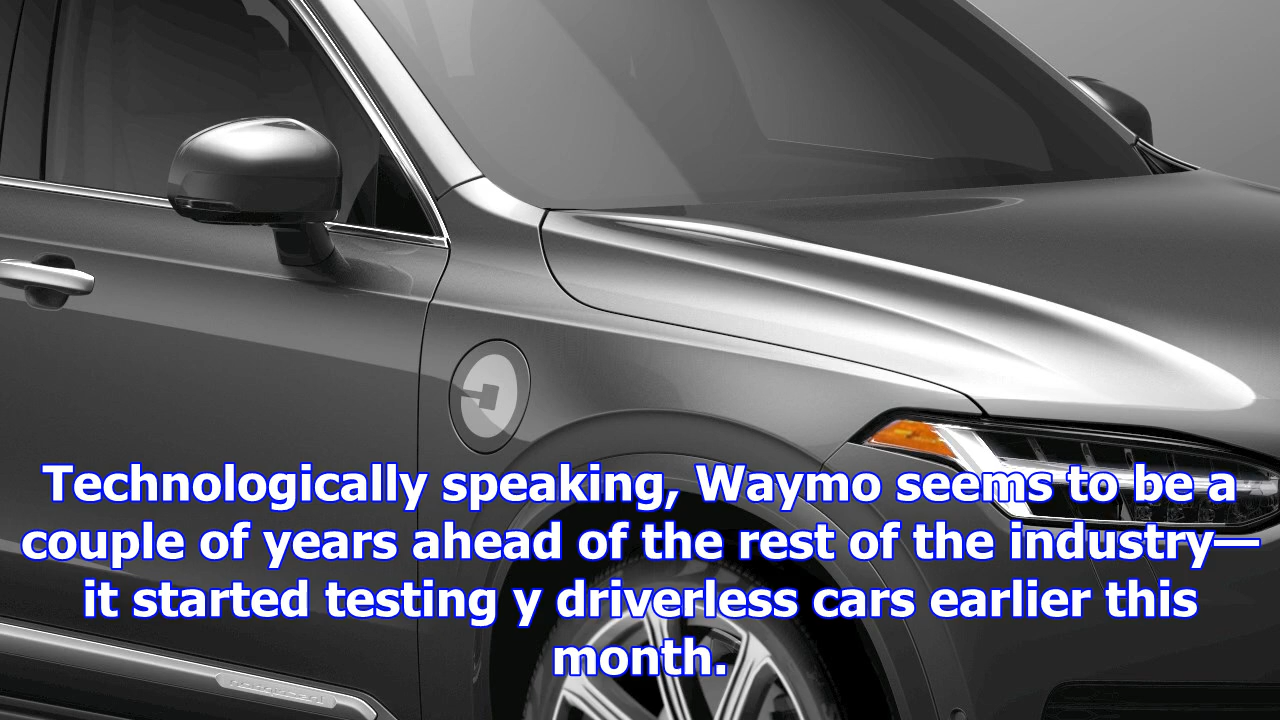 Technologically speaking, Waymo seems to be a
couple of years ahead of the rest of the industry—
it started testing y driverless cars earlier this
month.